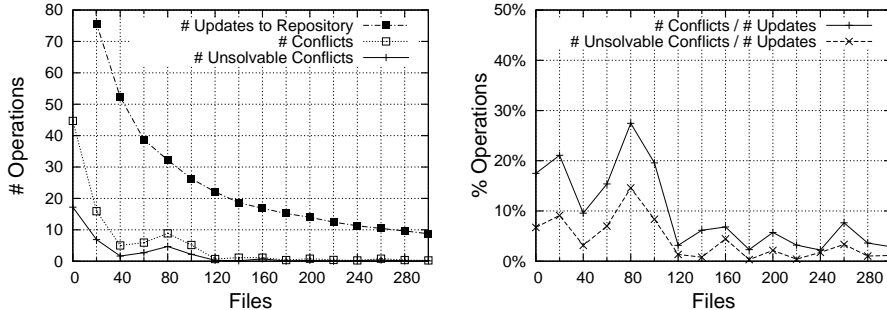 # Operations
80
70
60
50
40
30
20
10
0
# Updates to Repository
# Conflicts
# Unsolvable Conflicts
0 40 80 120 160 200 240 280
Files
% Operations
50%
40%
30%
20%
10%
0%
# Conflicts / # Updates
# Unsolvable Conflicts / # Updates
0 40 80 120 160 200 240 280
Files